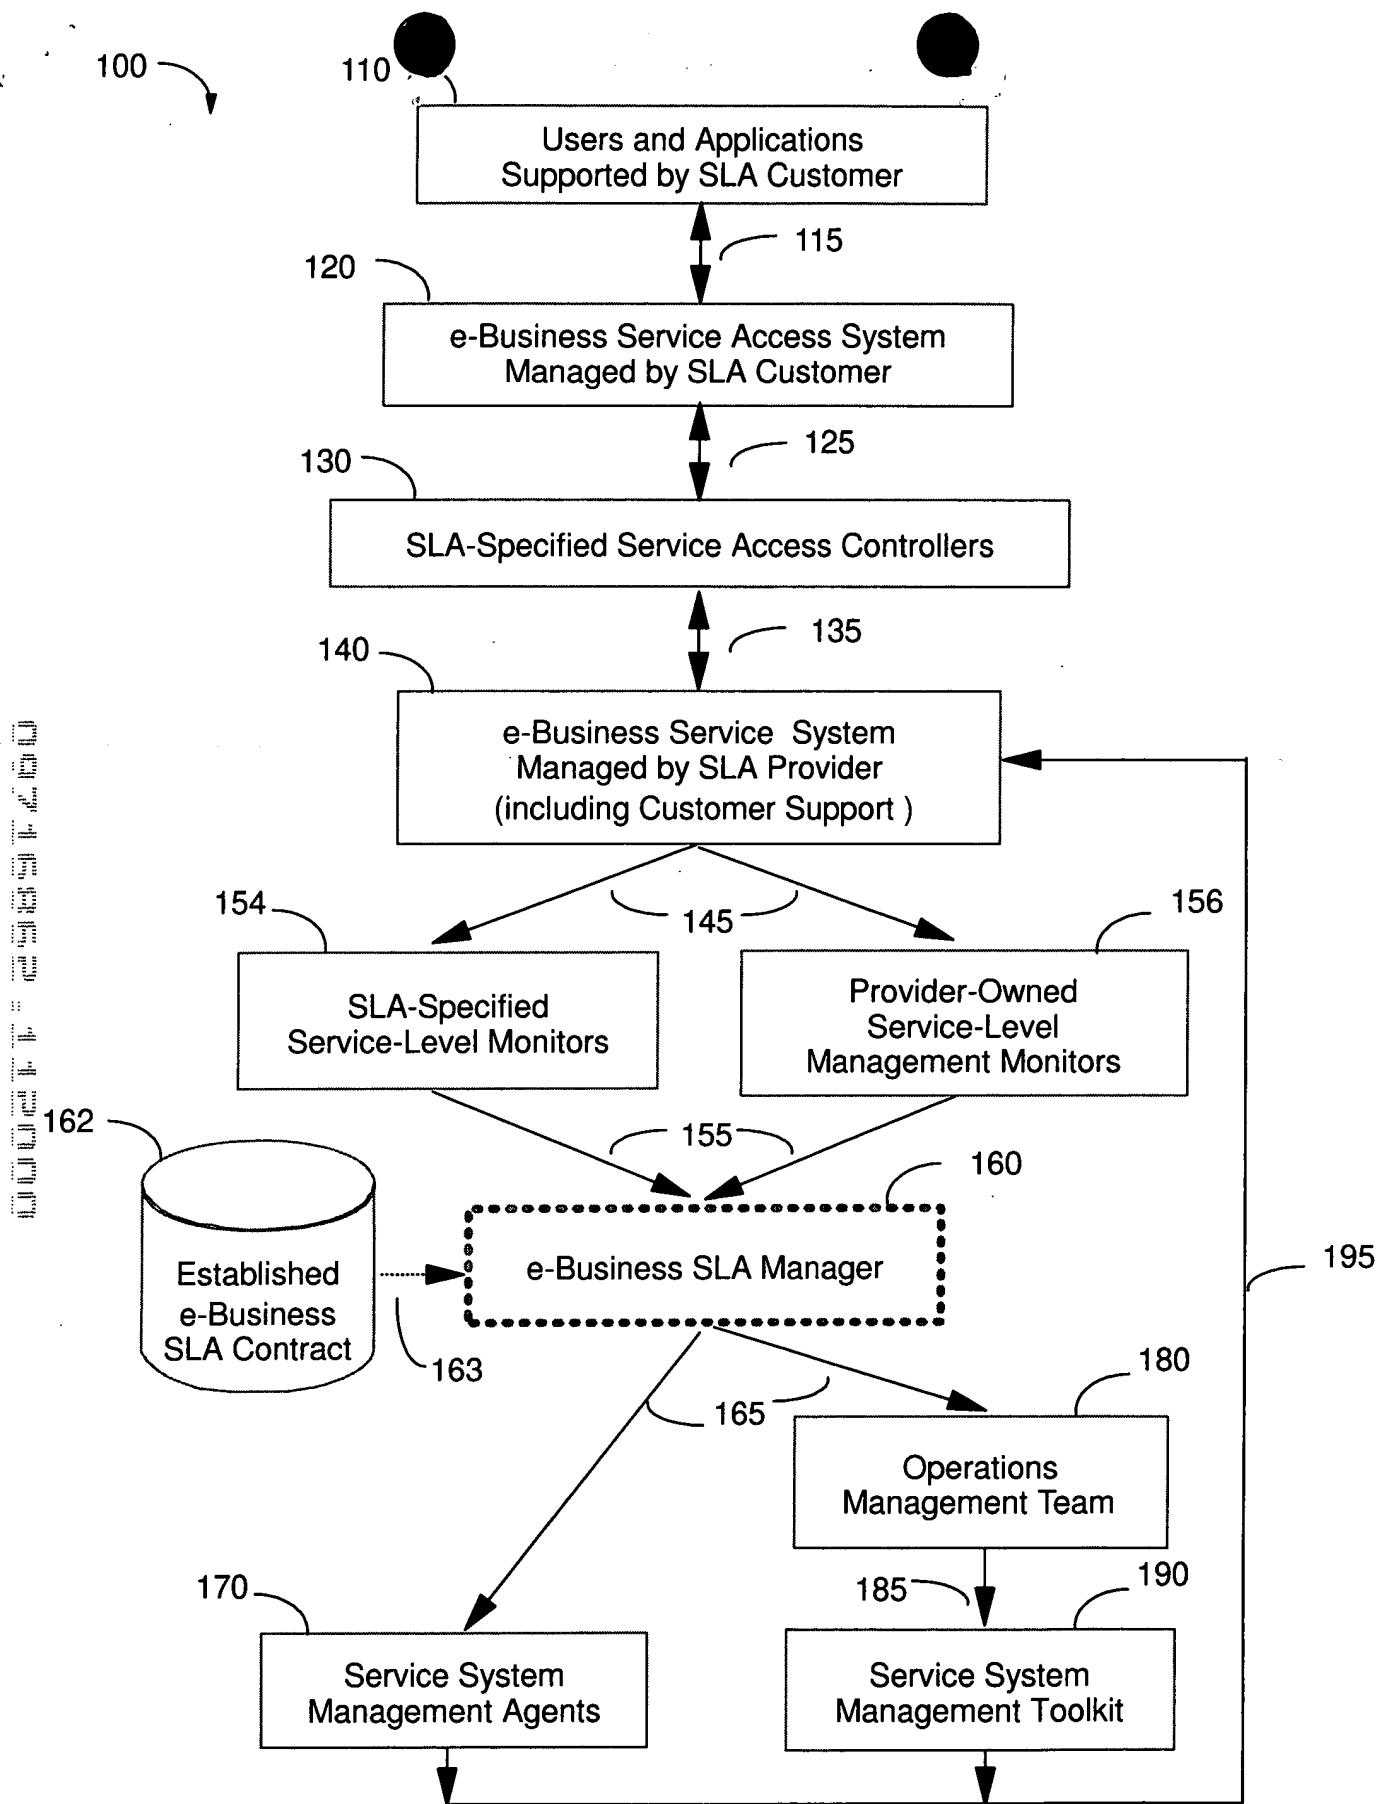 100
110
Users and Applications
Supported by SLA Customer
115
120
e-Business Service Access System
Managed by SLA Customer
125
130
SLA-Specified Service Access Controllers
135
140
e-Business Service System
Managed by SLA Provider
(including Customer Support )
154
145
156
SLA-Specified
Service-Level Monitors
Provider-Owned
Service-Level
Management Monitors
162
155
160
Established
e-Business
SLA Contract
e-Business SLA Manager
195
163
165
180
Operations
Management Team
170
185
190
Service System
Management Agents
Service System
Management Toolkit